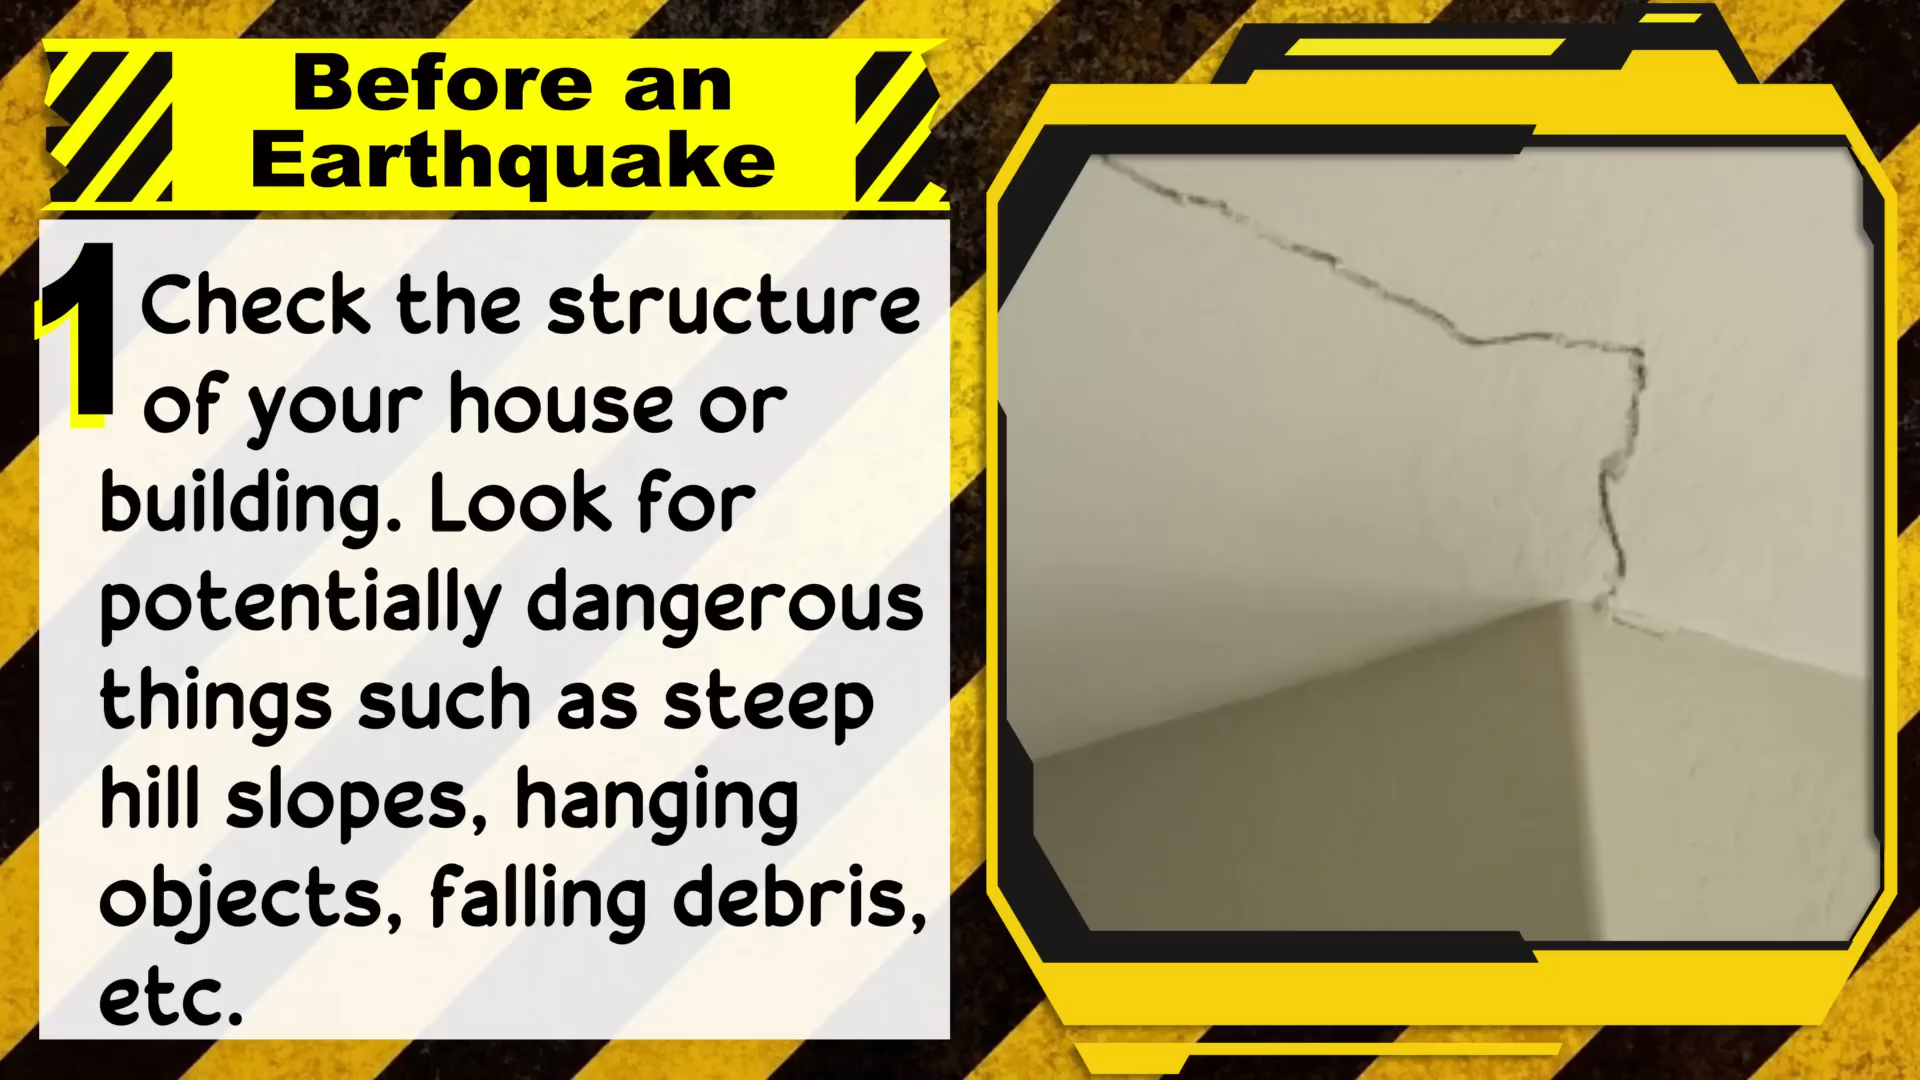 Before an
Earthquake
1
Check the structure
of your house or
building. Look for
potentially dangerous
things such as steep
hill slopes, hanging
objects, falling debris,
etc.